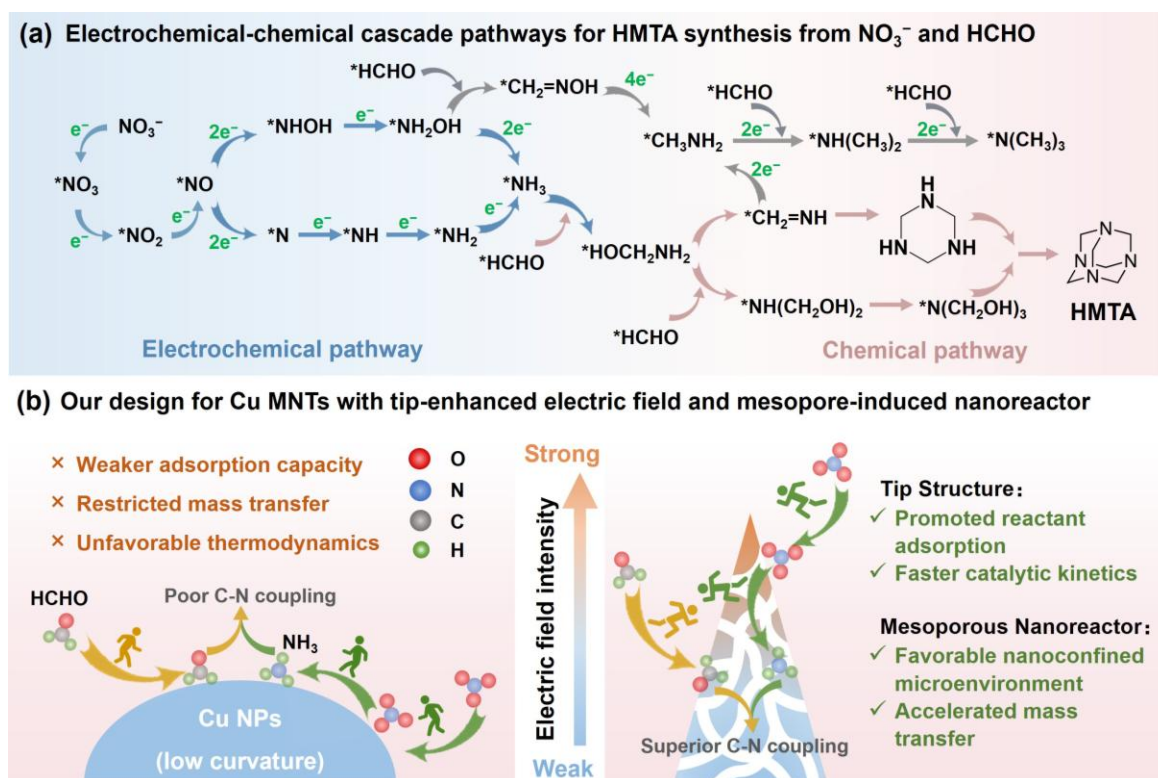 (a) Electrochemical-chemical cascade pathways for HMTA synthesis from NO₃⁻ and HCHO
*HCHO
*CH₂=NOH
4e⁻
*HCHO
*HCHO
e⁻
NO₃⁻
2e⁻
*NHOH
e⁻
*NH₂OH
2e⁻
*CH₃NH₂
2e⁻
*NH(CH₃)₂
2e⁻
*N(CH₃)₃
*NO₃
*NO
*NH₃
2e⁻
H
e⁻
*NO₂
e⁻
2e⁻
*N
e⁻
*NH
e⁻
*NH₂
e⁻
*CH₂=NH
N
HN
NH
N
N
N
N
*HCHO
*HOCH₂NH₂
*NH(CH₂OH)₂
*N(CH₂OH)₃
HMTA
*HCHO
Electrochemical pathway
Chemical pathway
(b) Our design for Cu MNTs with tip-enhanced electric field and mesopore-induced nanoreactor
× Weaker adsorption capacity
× Restricted mass transfer
× Unfavorable thermodynamics
O
N
C
H
HCHO
Poor C-N coupling
NH₃
Cu NPs
(low curvature)
Strong
Electric field intensity
Weak
Superior C-N coupling
Tip Structure:
✓ Promoted reactant
adsorption
✓ Faster catalytic kinetics
Mesoporous Nanoreactor:
✓ Favorable nanoconfined
microenvironment
✓ Accelerated mass
transfer